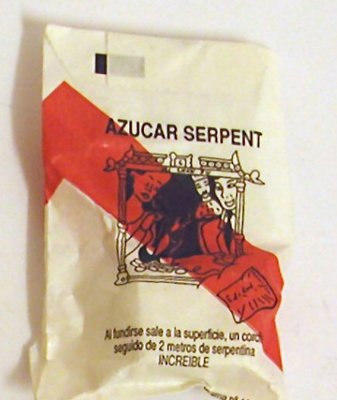 AZUCAR SERPENT
Al fundirse sale a la superficie, un corch
seguido de 2 metros de serpentina
INCREIBLE